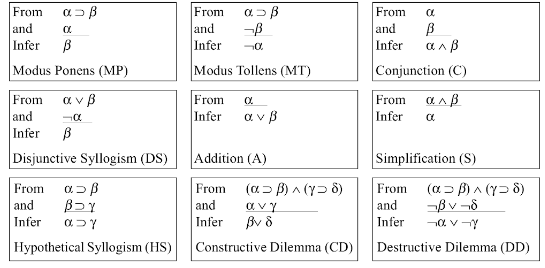 From α ⊃ β
and α
Infer β
Modus Ponens (MP)
From α ⊃ β
and ¬β
Infer ¬α
Modus Tollens (MT)
From α
and β
Infer α ∧ β
Conjunction (C)
From α ∨ β
and ¬α
Infer β
Disjunctive Syllogism (DS)
From α
Infer α ∨ β
Addition (A)
From α ∧ β
Infer α
Simplification (S)
From α ⊃ β
and β ⊃ γ
Infer α ⊃ γ
Hypothetical Syllogism (HS)
From (α ⊃ β) ∧ (γ ⊃ δ)
and α ∨ γ
Infer β ∨ δ
Constructive Dilemma (CD)
From (α ⊃ β) ∧ (γ ⊃ δ)
and ¬β ∨ ¬δ
Infer ¬α ∨ ¬γ
Destructive Dilemma (DD)